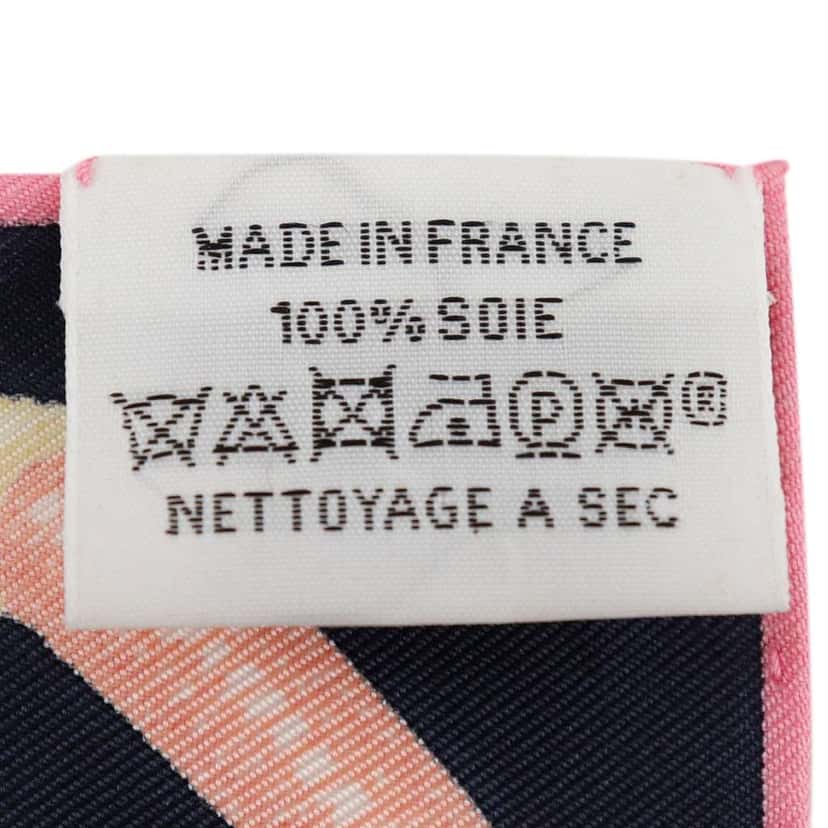 MADE IN FRANCE
100% SOIE
P ®
NETTOYAGE A SEC